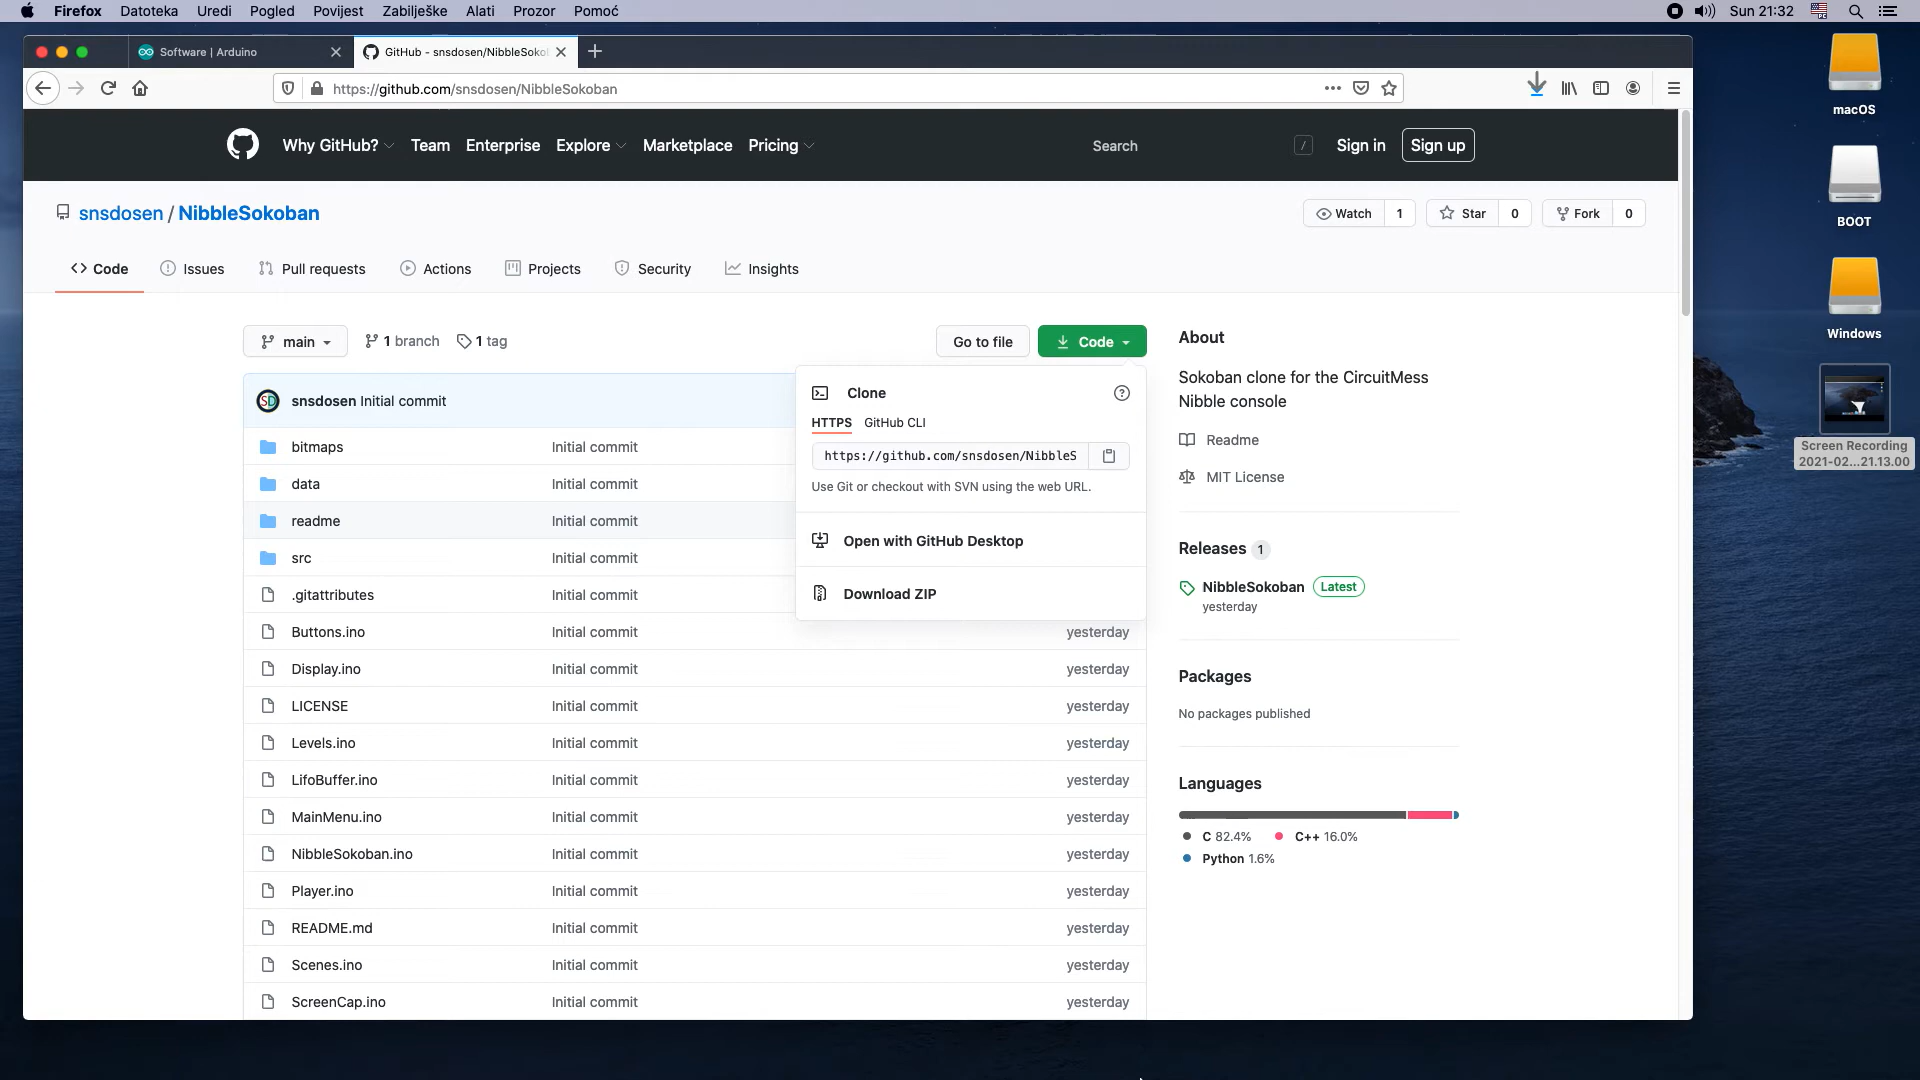 Firefox Datoteka Uredi Pogled Povijest Zabilješke Alati Prozor Pomoć Sun 21:32
Software | Arduino GitHub - snsdosen/NibbleSoko
https://github.com/snsdosen/NibbleSokoban
Why GitHub? Team Enterprise Explore Marketplace Pricing Search / Sign in Sign up
snsdosen / NibbleSokoban Watch 1 Star 0 Fork 0
Code Issues Pull requests Actions Projects Security Insights
main 1 branch 1 tag Go to file Code
snsdosen Initial commit
bitmaps Initial commit
data Initial commit
readme Initial commit
src Initial commit
.gitattributes Initial commit
Buttons.ino Initial commit yesterday
Display.ino Initial commit yesterday
LICENSE Initial commit yesterday
Levels.ino Initial commit yesterday
LifoBuffer.ino Initial commit yesterday
MainMenu.ino Initial commit yesterday
NibbleSokoban.ino Initial commit yesterday
Player.ino Initial commit yesterday
README.md Initial commit yesterday
Scenes.ino Initial commit yesterday
ScreenCap.ino Initial commit yesterday
Clone
HTTPS GitHub CLI
https://github.com/snsdosen/NibbleS
Use Git or checkout with SVN using the web URL.
Open with GitHub Desktop
Download ZIP
About
Sokoban clone for the CircuitMess
Nibble console
Readme
MIT License
Releases 1
NibbleSokoban Latest
yesterday
Packages
No packages published
Languages
C 82.4% C++ 16.0%
Python 1.6%
macOS
BOOT
Windows
Screen Recording
2021-02...21.13.00